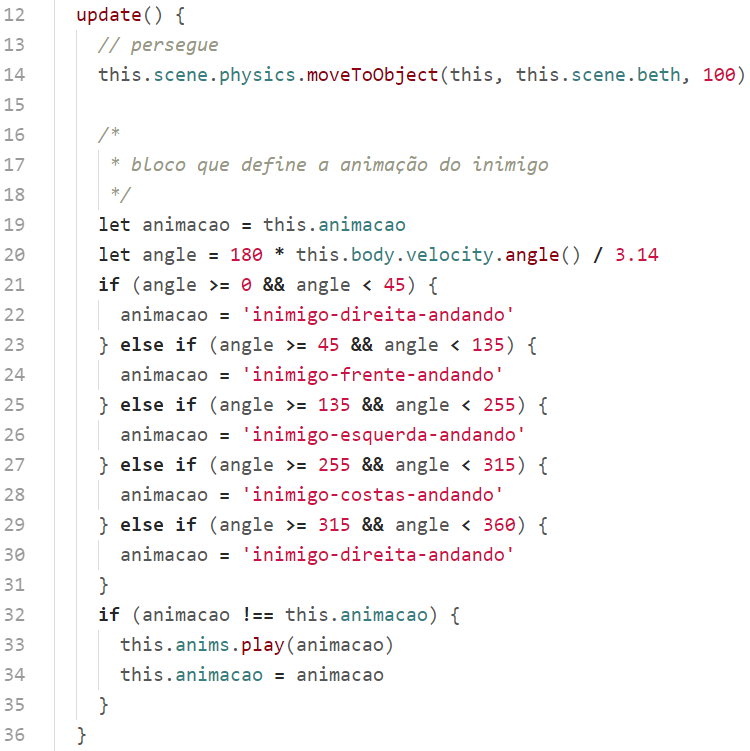 12 update() {
13 // persegue
14 this.scene.physics.moveToObject(this, this.scene.beth, 100)
15
16 /*
17 * bloco que define a animação do inimigo
18 */
19 let animacao = this.animacao
20 let angle = 180 * this.body.velocity.angle() / 3.14
21 if (angle >= 0 && angle < 45) {
22 animacao = 'inimigo-direita-andando'
23 } else if (angle >= 45 && angle < 135) {
24 animacao = 'inimigo-frente-andando'
25 } else if (angle >= 135 && angle < 255) {
26 animacao = 'inimigo-esquerda-andando'
27 } else if (angle >= 255 && angle < 315) {
28 animacao = 'inimigo-costas-andando'
29 } else if (angle >= 315 && angle < 360) {
30 animacao = 'inimigo-direita-andando'
31 }
32 if (animacao !== this.animacao) {
33 this.anims.play(animacao)
34 this.animacao = animacao
35 }
36 }